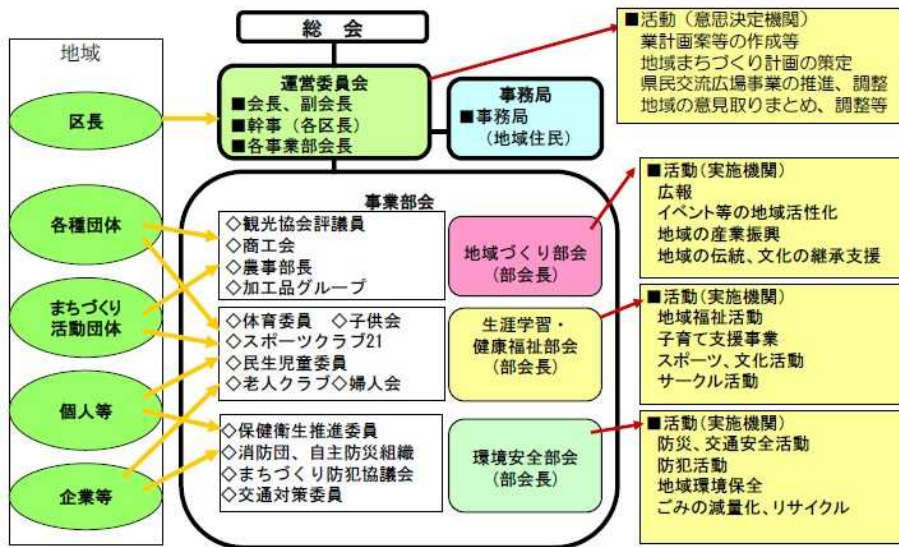 総　会
地域
区長
各種団体
まちづくり
活動団体
個人等
企業等
運営委員会
■会長、副会長
■幹事（各区長）
■各事業部会長
事務局
■事務局
（地域住民）
■活動（意思決定機関）
業計画案等の作成等
地域まちづくり計画の策定
県民交流広場事業の推進、調整
地域の意見取りまとめ、調整等
事業部会
◇観光協会評議員
◇商工会
◇農事部長
◇加工品グループ
地域づくり部会
（部会長）
■活動（実施機関）
広報
イベント等の地域活性化
地域の産業振興
地域の伝統、文化の継承支援
◇体育委員　◇子供会
◇スポーツクラブ21
◇民生児童委員
◇老人クラブ◇婦人会
生涯学習・
健康福祉部会
（部会長）
■活動（実施機関）
地域福祉活動
子育て支援事業
スポーツ、文化活動
サークル活動
◇保健衛生推進委員
◇消防団、自主防災組織
◇まちづくり防犯協議会
◇交通対策委員
環境安全部会
（部会長）
■活動（実施機関）
防災、交通安全活動
防犯活動
地域環境保全
ごみの減量化、リサイクル